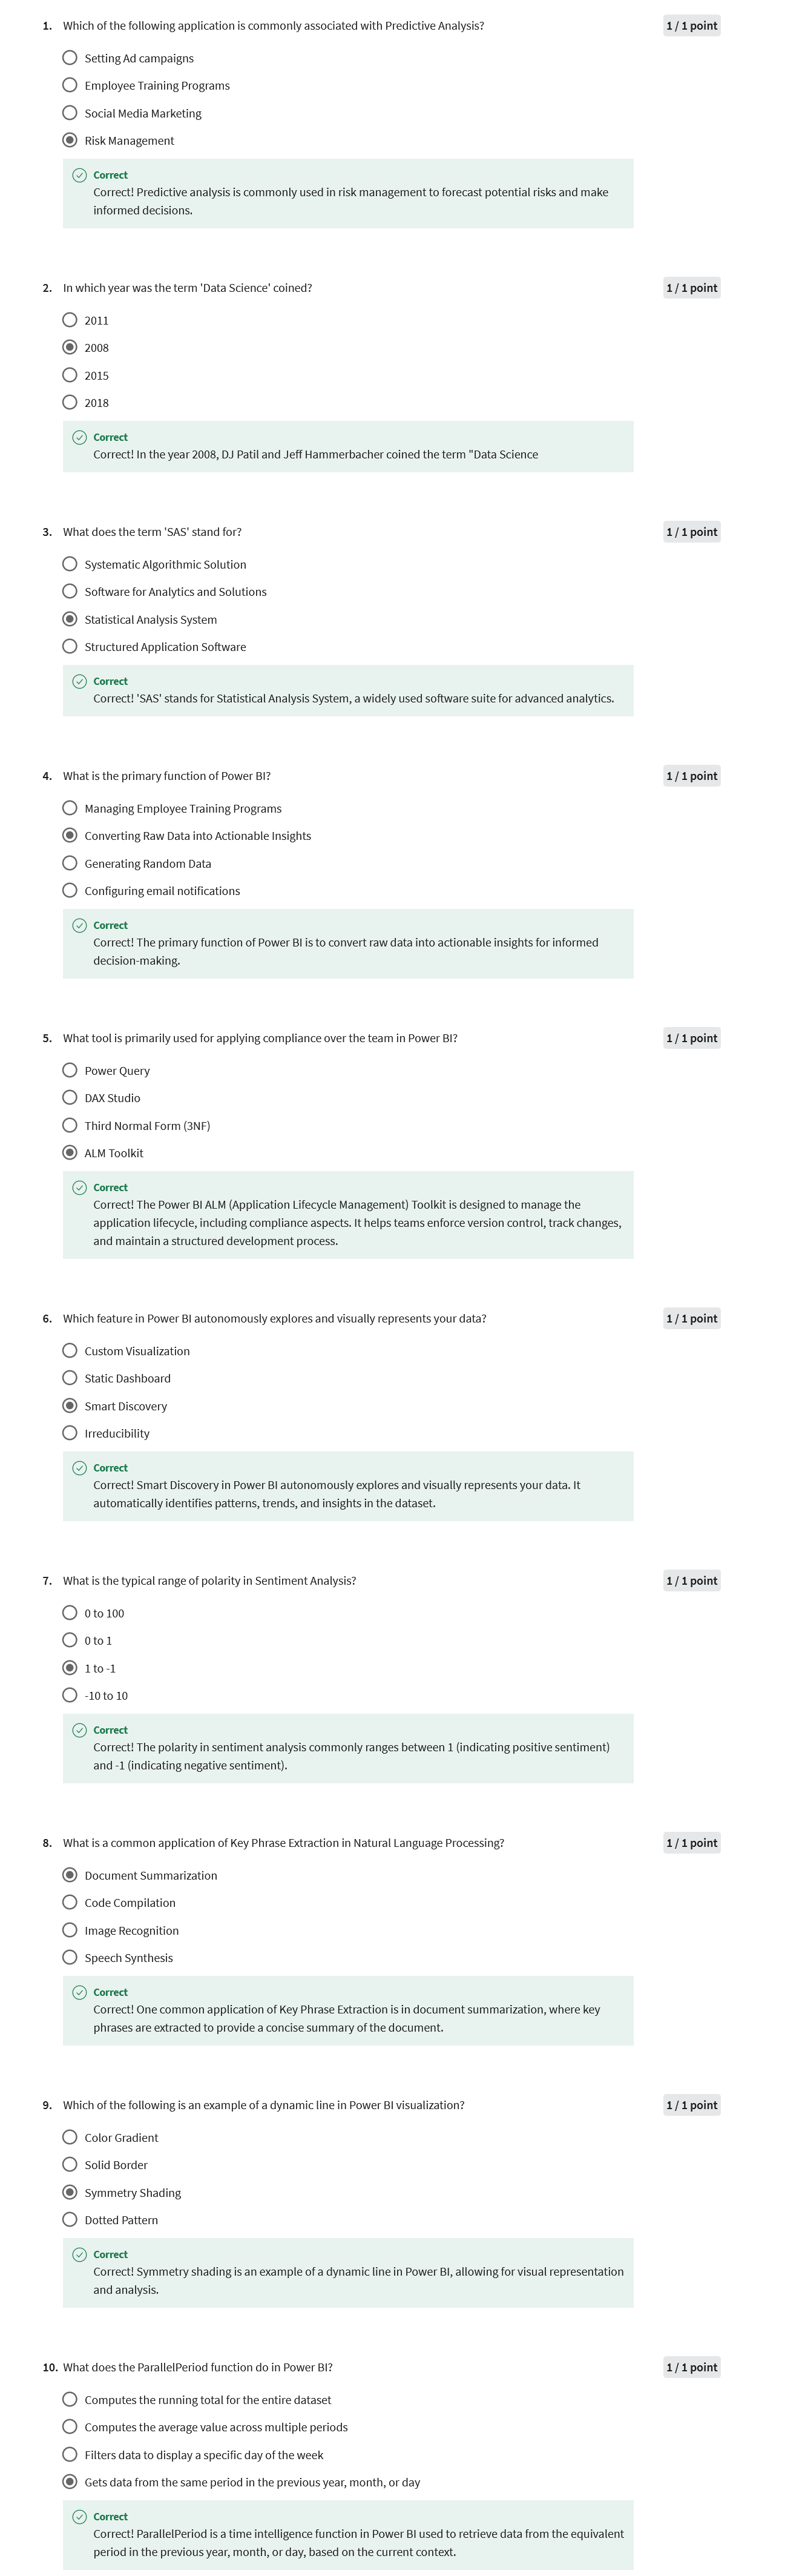 1. Which of the following application is commonly associated with Predictive Analysis? 1 / 1 point
Setting Ad campaigns
Employee Training Programs
Social Media Marketing
Risk Management
Correct
Correct! Predictive analysis is commonly used in risk management to forecast potential risks and make
informed decisions.
2. In which year was the term 'Data Science' coined? 1 / 1 point
2011
2008
2015
2018
Correct
Correct! In the year 2008, DJ Patil and Jeff Hammerbacher coined the term "Data Science
3. What does the term 'SAS' stand for? 1 / 1 point
Systematic Algorithmic Solution
Software for Analytics and Solutions
Statistical Analysis System
Structured Application Software
Correct
Correct! 'SAS' stands for Statistical Analysis System, a widely used software suite for advanced analytics.
4. What is the primary function of Power BI? 1 / 1 point
Managing Employee Training Programs
Converting Raw Data into Actionable Insights
Generating Random Data
Configuring email notifications
Correct
Correct! The primary function of Power BI is to convert raw data into actionable insights for informed
decision-making.
5. What tool is primarily used for applying compliance over the team in Power BI? 1 / 1 point
Power Query
DAX Studio
Third Normal Form (3NF)
ALM Toolkit
Correct
Correct! The Power BI ALM (Application Lifecycle Management) Toolkit is designed to manage the
application lifecycle, including compliance aspects. It helps teams enforce version control, track changes,
and maintain a structured development process.
6. Which feature in Power BI autonomously explores and visually represents your data? 1 / 1 point
Custom Visualization
Static Dashboard
Smart Discovery
Irreducibility
Correct
Correct! Smart Discovery in Power BI autonomously explores and visually represents your data. It
automatically identifies patterns, trends, and insights in the dataset.
7. What is the typical range of polarity in Sentiment Analysis? 1 / 1 point
0 to 100
0 to 1
1 to -1
-10 to 10
Correct
Correct! The polarity in sentiment analysis commonly ranges between 1 (indicating positive sentiment)
and -1 (indicating negative sentiment).
8. What is a common application of Key Phrase Extraction in Natural Language Processing? 1 / 1 point
Document Summarization
Code Compilation
Image Recognition
Speech Synthesis
Correct
Correct! One common application of Key Phrase Extraction is in document summarization, where key
phrases are extracted to provide a concise summary of the document.
9. Which of the following is an example of a dynamic line in Power BI visualization? 1 / 1 point
Color Gradient
Solid Border
Symmetry Shading
Dotted Pattern
Correct
Correct! Symmetry shading is an example of a dynamic line in Power BI, allowing for visual representation
and analysis.
10. What does the ParallelPeriod function do in Power BI? 1 / 1 point
Computes the running total for the entire dataset
Computes the average value across multiple periods
Filters data to display a specific day of the week
Gets data from the same period in the previous year, month, or day
Correct
Correct! ParallelPeriod is a time intelligence function in Power BI used to retrieve data from the equivalent
period in the previous year, month, or day, based on the current context.